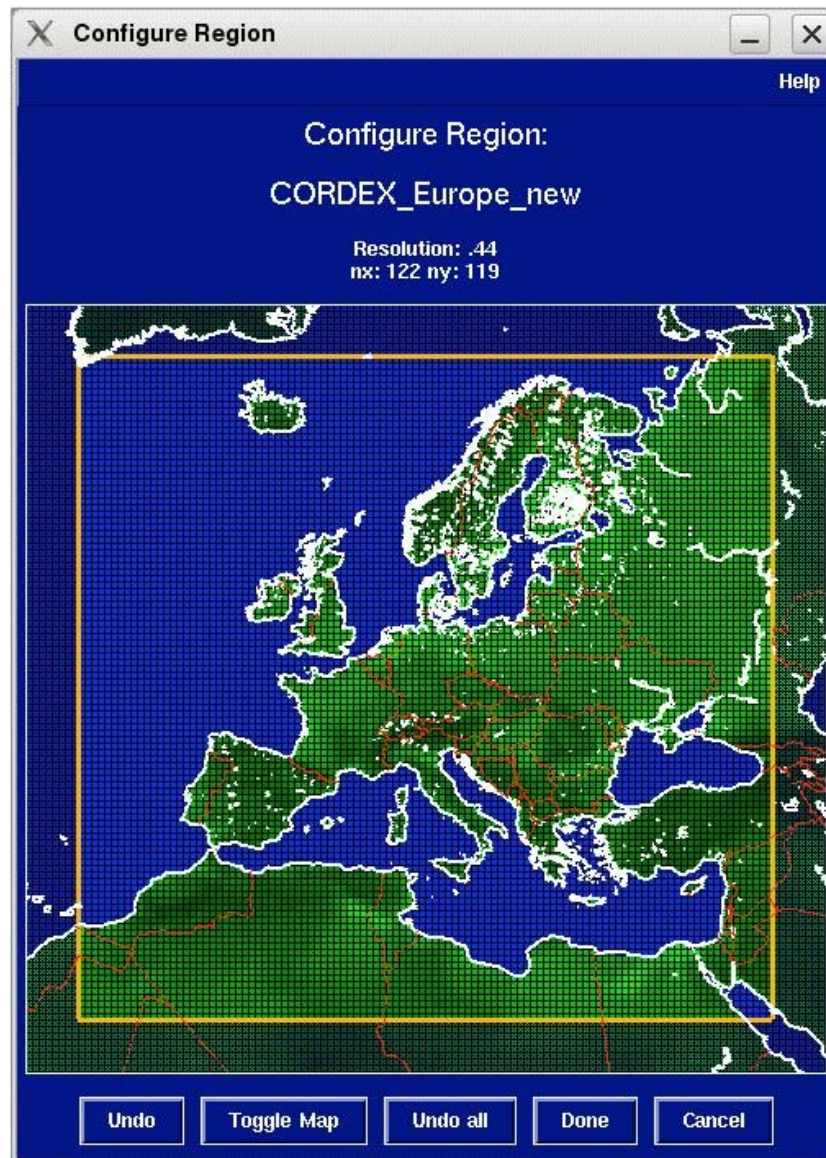 Configure Region
Help
Configure Region:
CORDEX_Europe_new
Resolution: .44
nx: 122 ny: 119
Undo
Toggle Map
Undo all
Done
Cancel